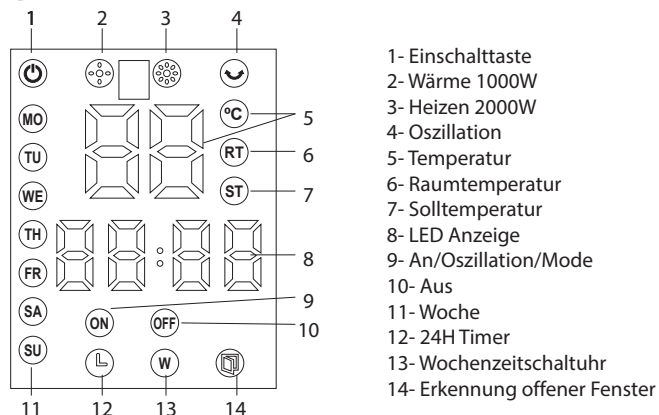 1 2 3 4
°C
MO
5
TU
RT
6
WE
ST
7
TH
8
FR
SA
9
ON
OFF
10
SU
W
11 12 13 14
1- Einschalttaste
2- Wärme 1000W
3- Heizen 2000W
4- Oszillation
5- Temperatur
6- Raumtemperatur
7- Solltemperatur
8- LED Anzeige
9- An/Oszillation/Mode
10- Aus
11- Woche
12- 24H Timer
13- Wochenzeitschaltuhr
14- Erkennung offener Fenster